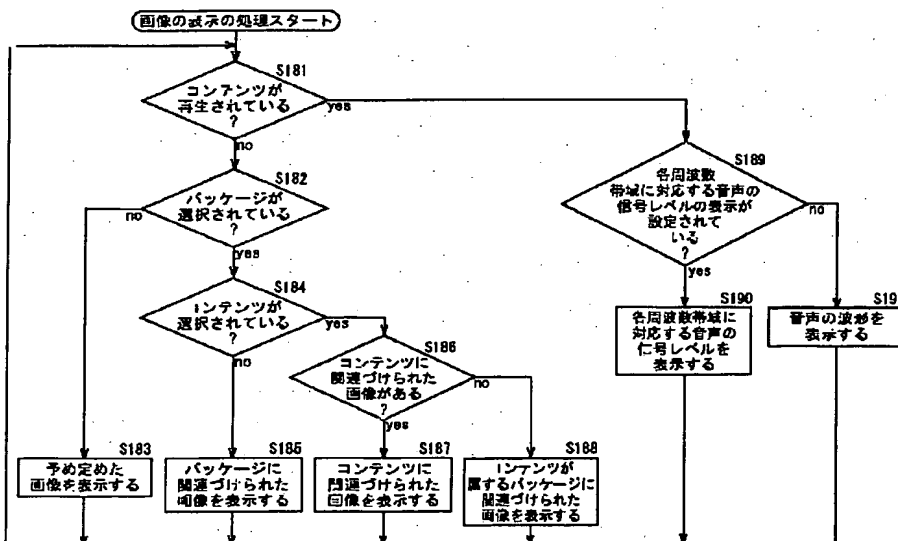 画像の表示の処理スタート
S181
コンテンツが
再生されている
?
yes
no
S182
パッケージが
選択されている
?
no
yes
S184
コンテンツが
選択されている
?
yes
no
S186
コンテンツに
関連づけられた
画像がある
?
no
yes
S189
各周波数
帯域に対応する音声の
信号レベルの表示が
設定されて
いる
?
no
yes
S190
各周波数帯域に
対応する音声の
信号レベルを
表示する
S19
音声の波形を
表示する
S183
予め定めた
画像を表示する
S185
パッケージに
関連づけられた
画像を表示する
S187
コンテンツに
関連づけられた
画像を表示する
S188
コンテンツが
属するパッケージに
関連づけられた
画像を表示する